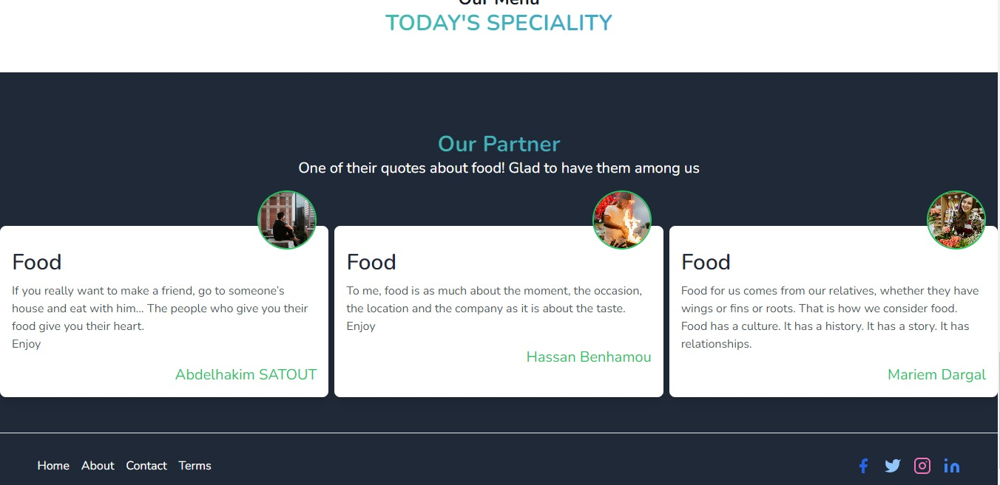 Our Menu
TODAY'S SPECIALITY
Our Partner
One of their quotes about food! Glad to have them among us
Food
If you really want to make a friend, go to someone's
house and eat with him... The people who give you their
food give you their heart.
Enjoy
Abdelhakim SATOUT
Food
To me, food is as much about the moment, the occasion,
the location and the company as it is about the taste.
Enjoy
Hassan Benhamou
Food
Food for us comes from our relatives, whether they have
wings or fins or roots. That is how we consider food.
Food has a culture. It has a history. It has a story. It has
relationships.
Mariem Dargal
Home About Contact Terms